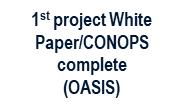 1st project White
Paper/CONOPS
complete
(OASIS)